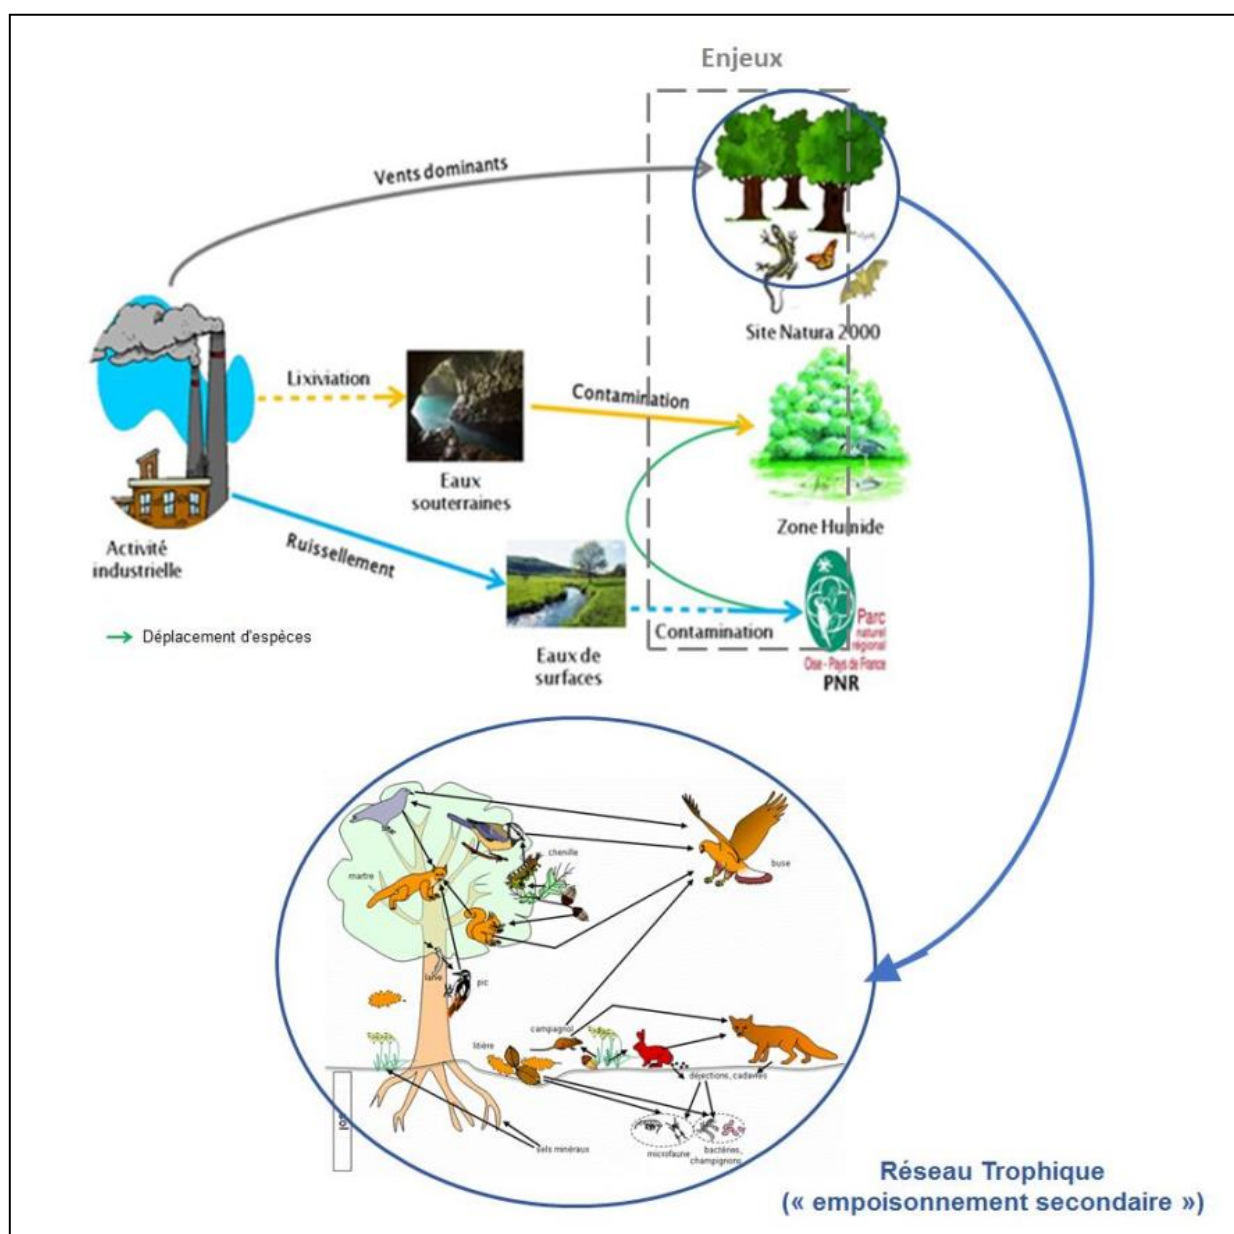 Enjeux
Vents dominants
Site Natura 2000
Lixiviation
Contamination
Eaux
souterraines
Zone Humide
Activité
industrielle
Ruissellement
Déplacement d'espèces
Contamination
Eaux de
surfaces
Parc
naturel
régional
Oise - Pays de France
PNR
chenille
martre
buse
larve
pic
campagnol
litière
déjections, cadavres
sol
sels minéraux
microfaune
bactéries,
champignons
Réseau Trophique
(« empoisonnement secondaire »)